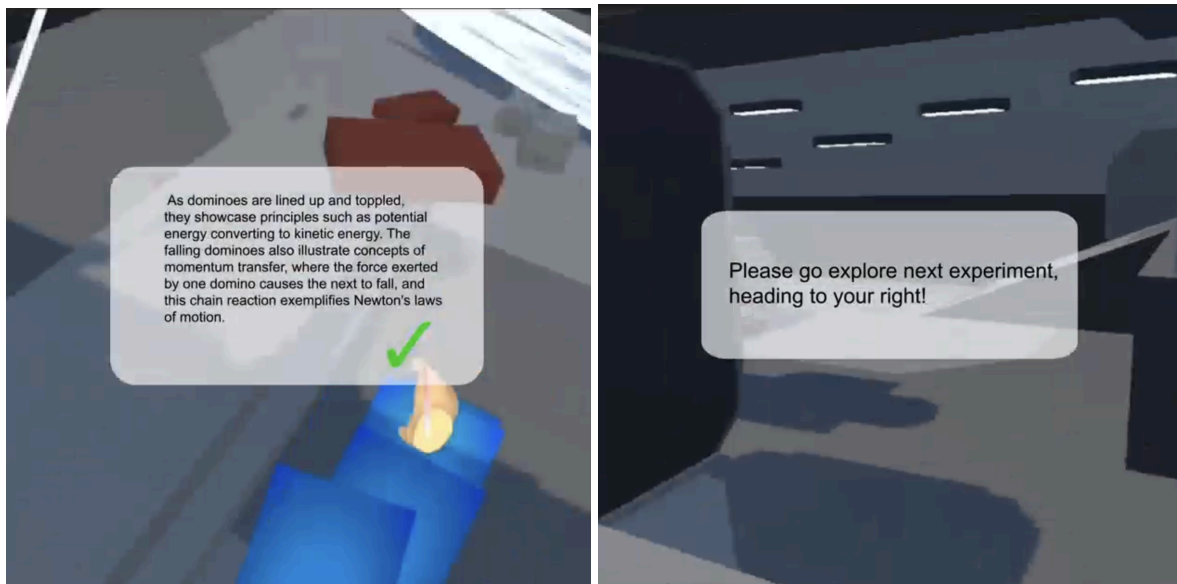 As dominoes are lined up and toppled,
they showcase principles such as potential
energy converting to kinetic energy. The
falling dominoes also illustrate concepts of
momentum transfer, where the force exerted
by one domino causes the next to fall, and
this chain reaction exemplifies Newton's laws
of motion.
Please go explore next experiment,
heading to your right!